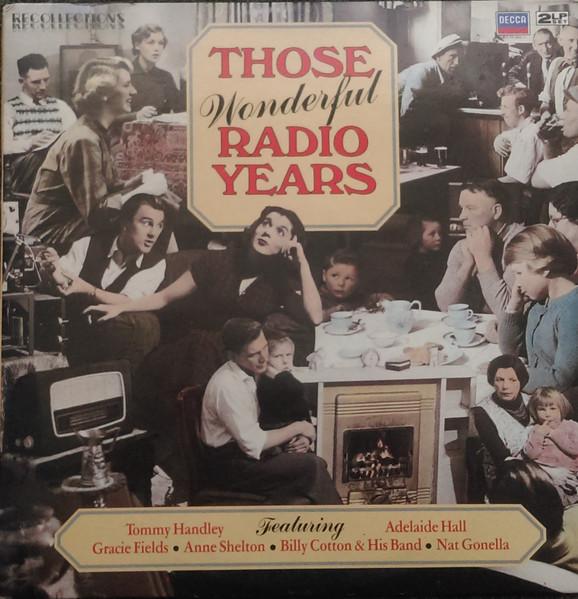 RECOLLECTIONS
DECCA
2LP
SET
THOSE
Wonderful
RADIO
YEARS
Tommy Handley Featuring Adelaide Hall
Gracie Fields • Anne Shelton • Billy Cotton & His Band • Nat Gonella